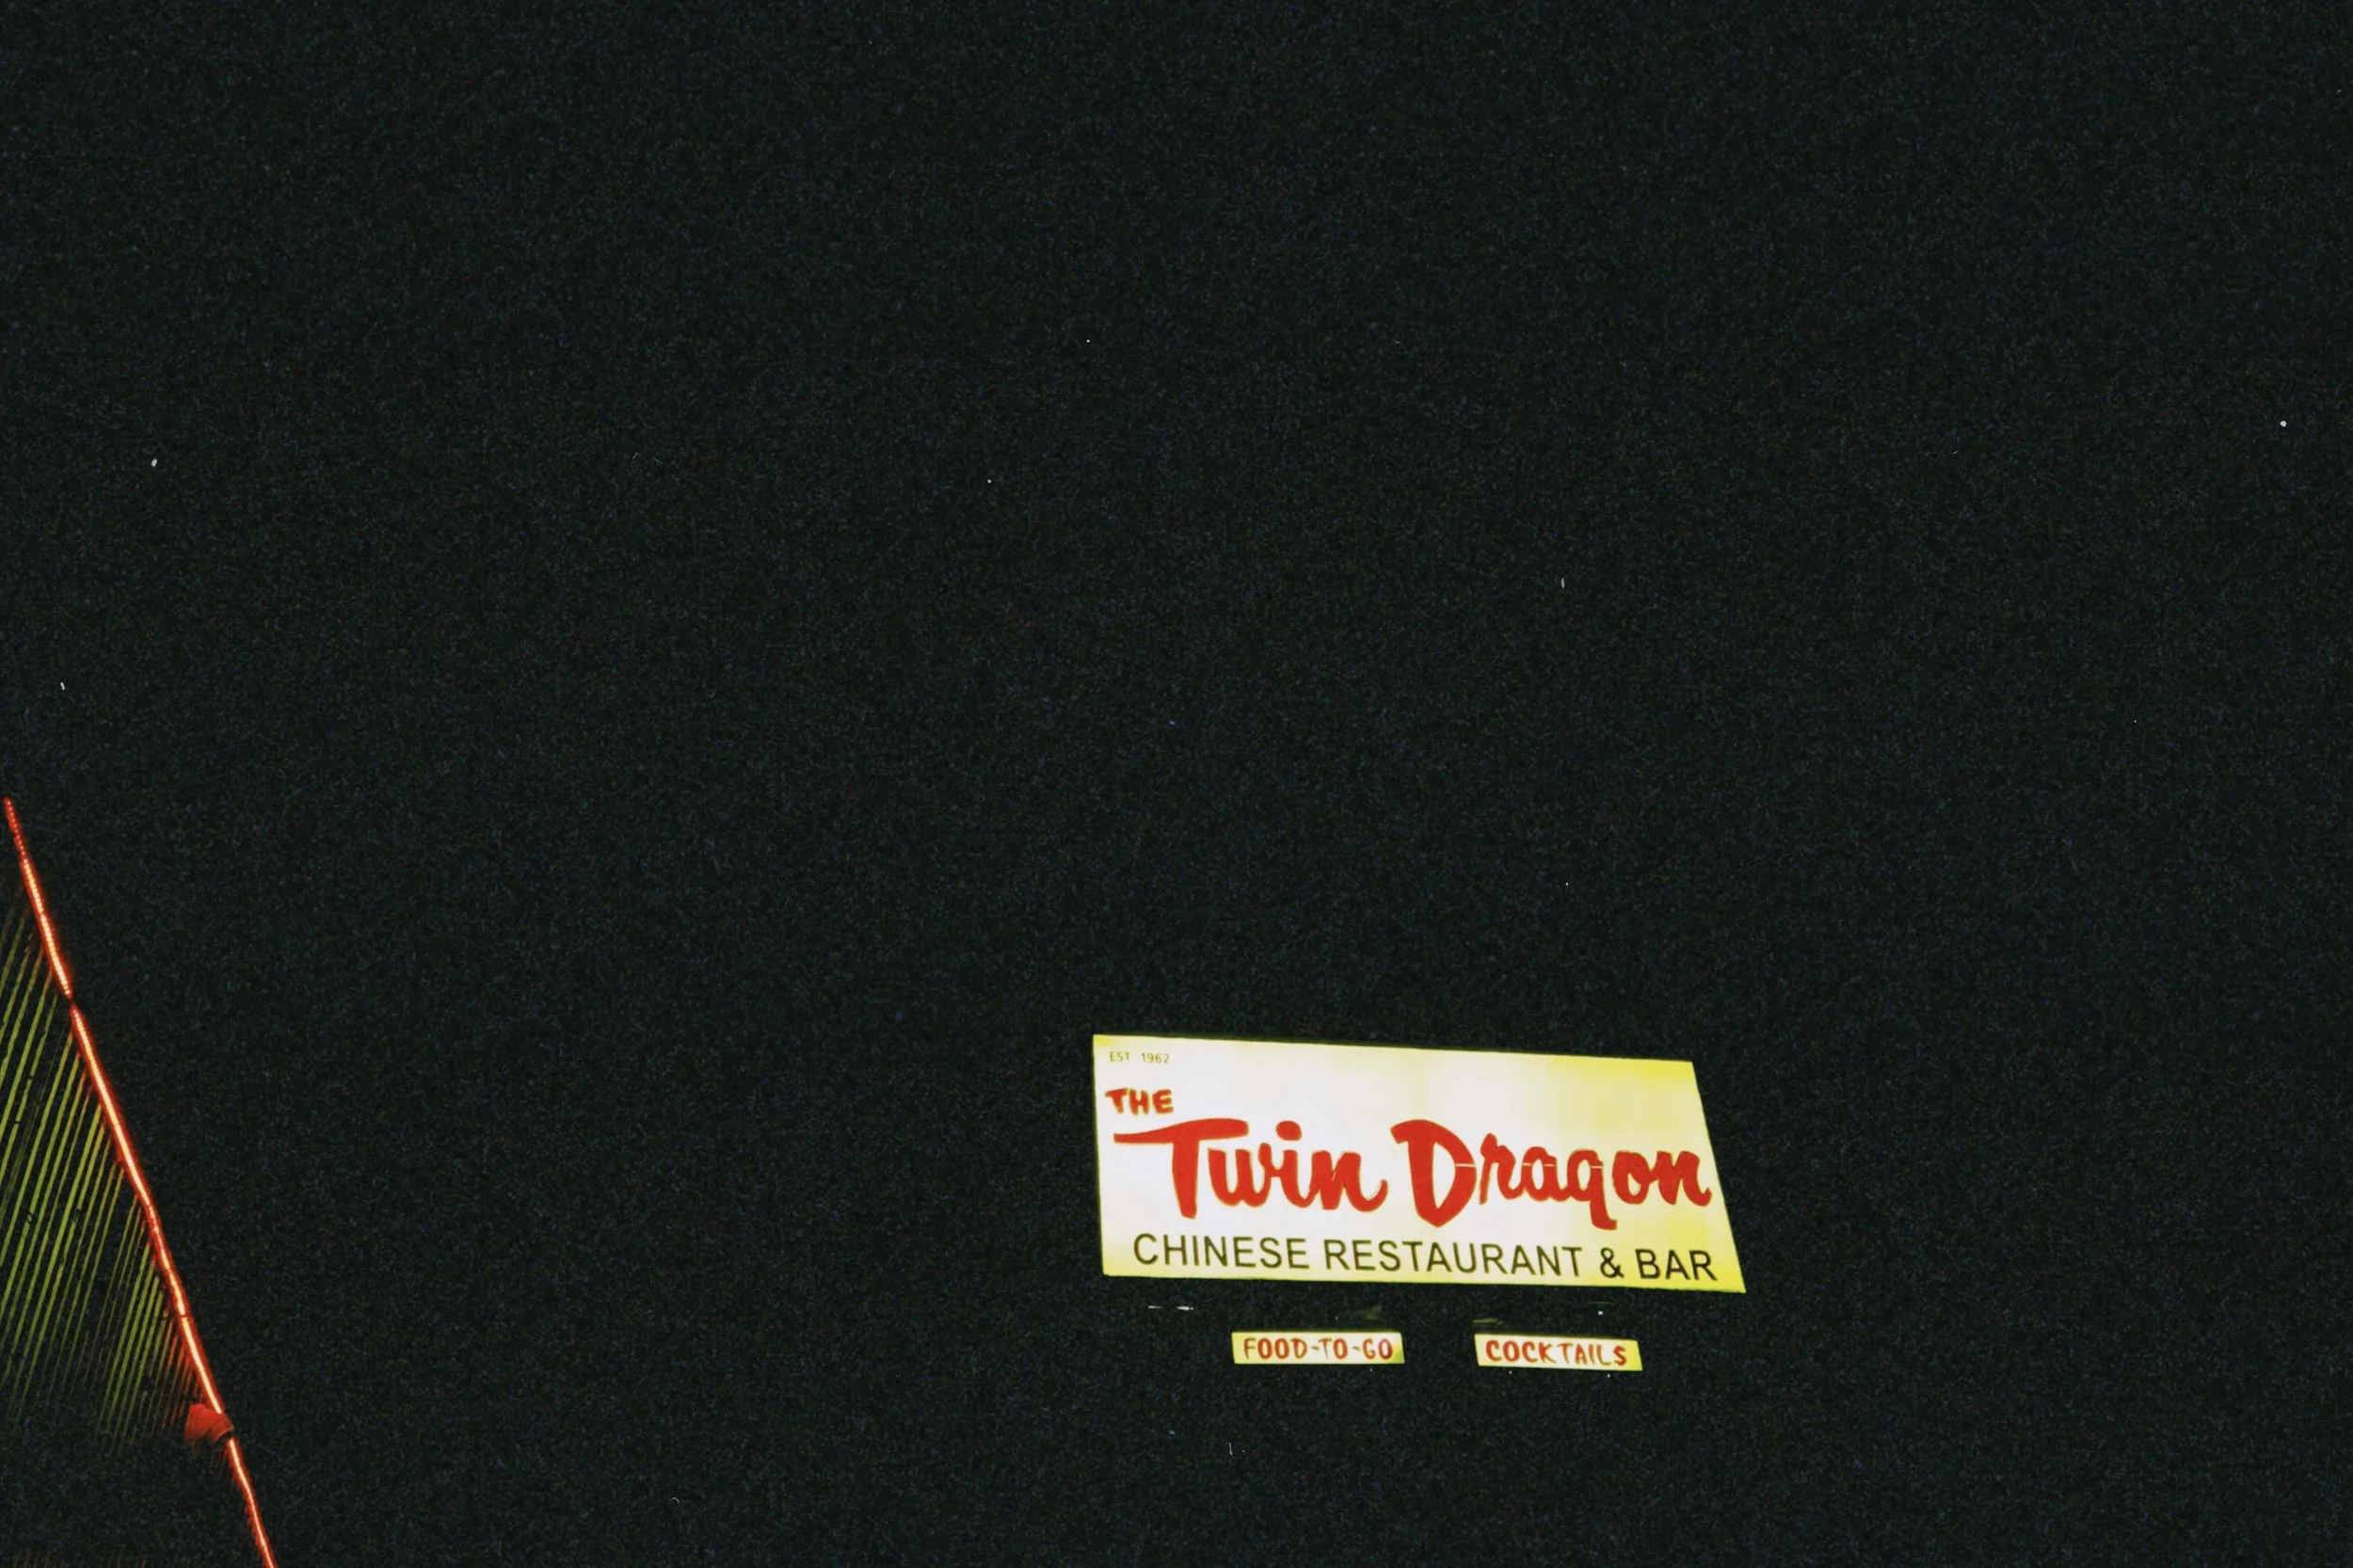 EST 1962
THE
Twin Dragon
CHINESE RESTAURANT & BAR
FOOD-TO-GO
COCKTAILS